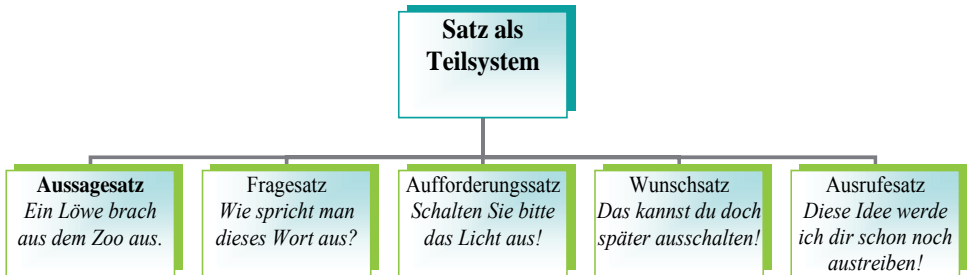 Satz als
Teilsystem
Aussagesatz
Ein Löwe brach
aus dem Zoo aus.
Fragesatz
Wie spricht man
dieses Wort aus?
Aufforderungssatz
Schalten Sie bitte
das Licht aus!
Wunschsatz
Das kannst du doch
später ausschalten!
Ausrufesatz
Diese Idee werde
ich dir schon noch
austreiben!